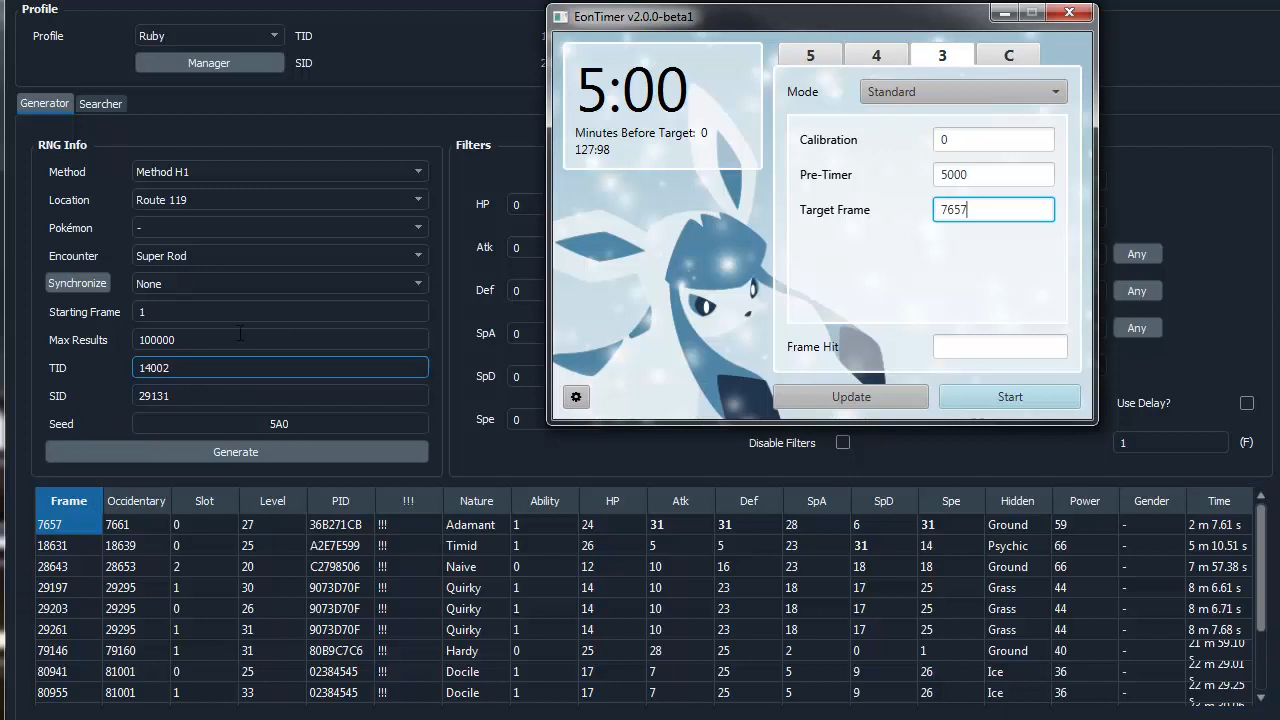 Profile
Profile Ruby TID
Manager SID
Generator Searcher
RNG Info
Method Method H1
Location Route 119
Pokémon -
Encounter Super Rod
Synchronize None
Starting Frame 1
Max Results 100000
TID 14002
SID 29131
Seed 5A0
Generate
Filters
HP 0
Atk 0
Def 0
SpA 0
SpD 0
Spe 0
Any
Any
Any
Use Delay?
Disable Filters
1 (F)
EonTimer v2.0.0-beta1
5:00
Minutes Before Target: 0
127:98
5 4 3 C
Mode Standard
Calibration 0
Pre-Timer 5000
Target Frame 7657
Frame Hit
Update Start
Frame Occidentary Slot Level PID !!! Nature Ability HP Atk Def SpA SpD Spe Hidden Power Gender Time
7657 7661 0 27 36B271CB !!! Adamant 1 24 31 31 28 6 31 Ground 59 - 2 m 7.61 s
18631 18639 0 25 A2E7E599 !!! Timid 1 26 5 5 23 31 14 Psychic 66 - 5 m 10.51 s
28643 28653 2 20 C2798506 !!! Naive 0 12 10 16 23 18 18 Ground 66 - 7 m 57.38 s
29197 29295 1 30 9073D70F !!! Quirky 1 14 10 23 18 17 25 Grass 44 - 8 m 6.61 s
29203 29295 0 26 9073D70F !!! Quirky 1 14 10 23 18 17 25 Grass 44 - 8 m 6.71 s
29261 29295 1 31 9073D70F !!! Quirky 1 14 10 23 18 17 25 Grass 44 - 8 m 7.68 s
79146 79160 1 31 80B9C7C6 !!! Hardy 0 25 28 25 2 0 1 Ground 40 - 21 m 59.10
80941 81001 0 25 02384545 !!! Docile 1 17 7 25 5 9 26 Ice 36 - 22 m 29.01
80955 81001 1 33 02384545 !!! Docile 1 17 7 25 5 9 26 Ice 36 - 22 m 29.25